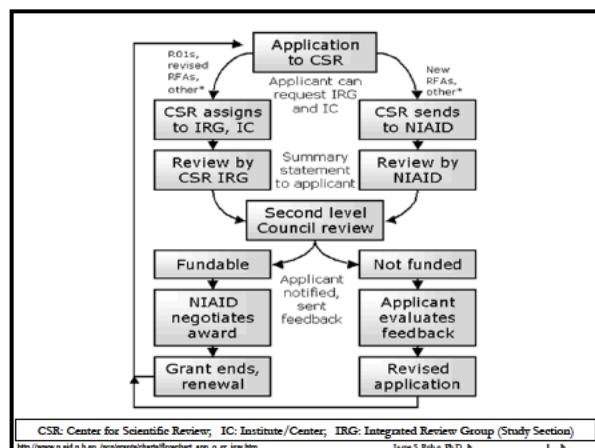 Application
to CSR
R01s,
revised
RFAs,
other*
Applicant can
request IRG
and IC
New
RFAs,
other*
CSR assigns
to IRG, IC
CSR sends
to NIAID
Review by
CSR IRG
Summary
statement
to applicant
Review by
NIAID
Second level
Council review
Fundable
Not funded
Applicant
notified,
sent
feedback
NIAID
negotiates
award
Applicant
evaluates
feedback
Grant ends,
renewal
Revised
application
CSR: Center for Scientific Review; IC: Institute/Center; IRG: Integrated Review Group (Study Section)